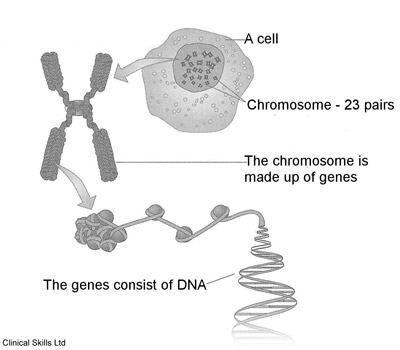 A cell
Chromosome - 23 pairs
The chromosome is
made up of genes
The genes consist of DNA
Clinical Skills Ltd